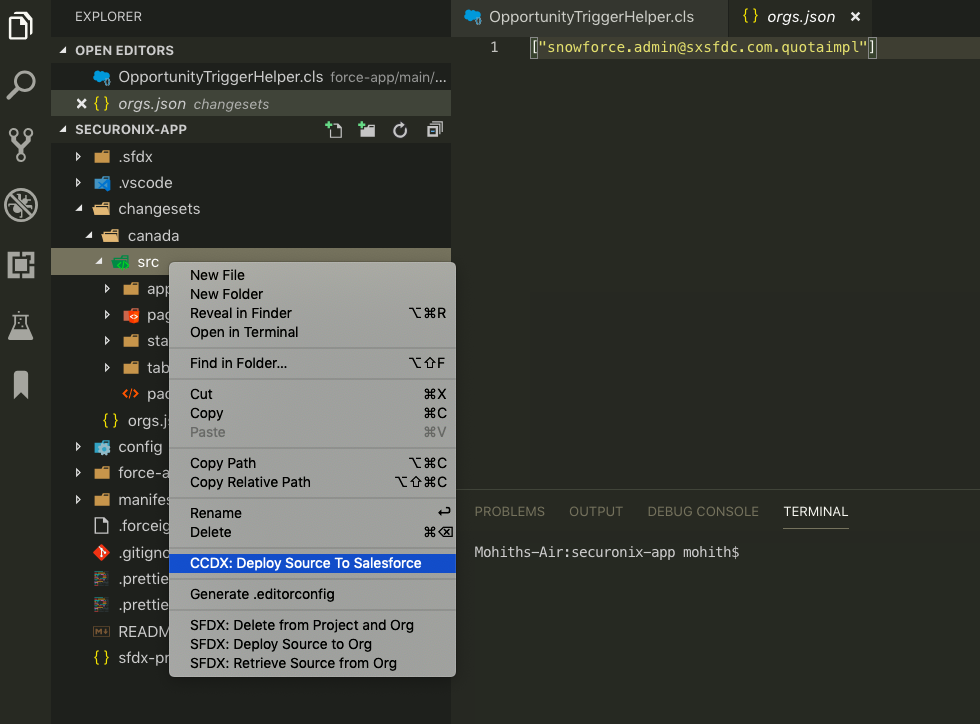 EXPLORER
OpportunityTriggerHelper.cls
{ } orgs.json ×
OPEN EDITORS
OpportunityTriggerHelper.cls force-app/main/...
× { } orgs.json changesets
SECURONIX-APP
.sfdx
.vscode
changesets
canada
src
app
pag
sta
tab
</> pac
{ } orgs.js
config
force-a
manifes
.forceig
.gitigno
.prettie
.prettie
READM
{ } sfdx-pr
1 ["snowforce.admin@sxsfdc.com.quotaimpl"]
New File
New Folder
Reveal in Finder ⌥⌘R
Open in Terminal
Find in Folder... ⌥⇧F
Cut ⌘X
Copy ⌘C
Paste ⌘V
Copy Path ⌥⌘C
Copy Relative Path ⌥⇧⌘C
Rename ↩
Delete ⌘⌫
CCDX: Deploy Source To Salesforce
Generate .editorconfig
SFDX: Delete from Project and Org
SFDX: Deploy Source to Org
SFDX: Retrieve Source from Org
PROBLEMS OUTPUT DEBUG CONSOLE TERMINAL
Mohiths-Air:securonix-app mohith$